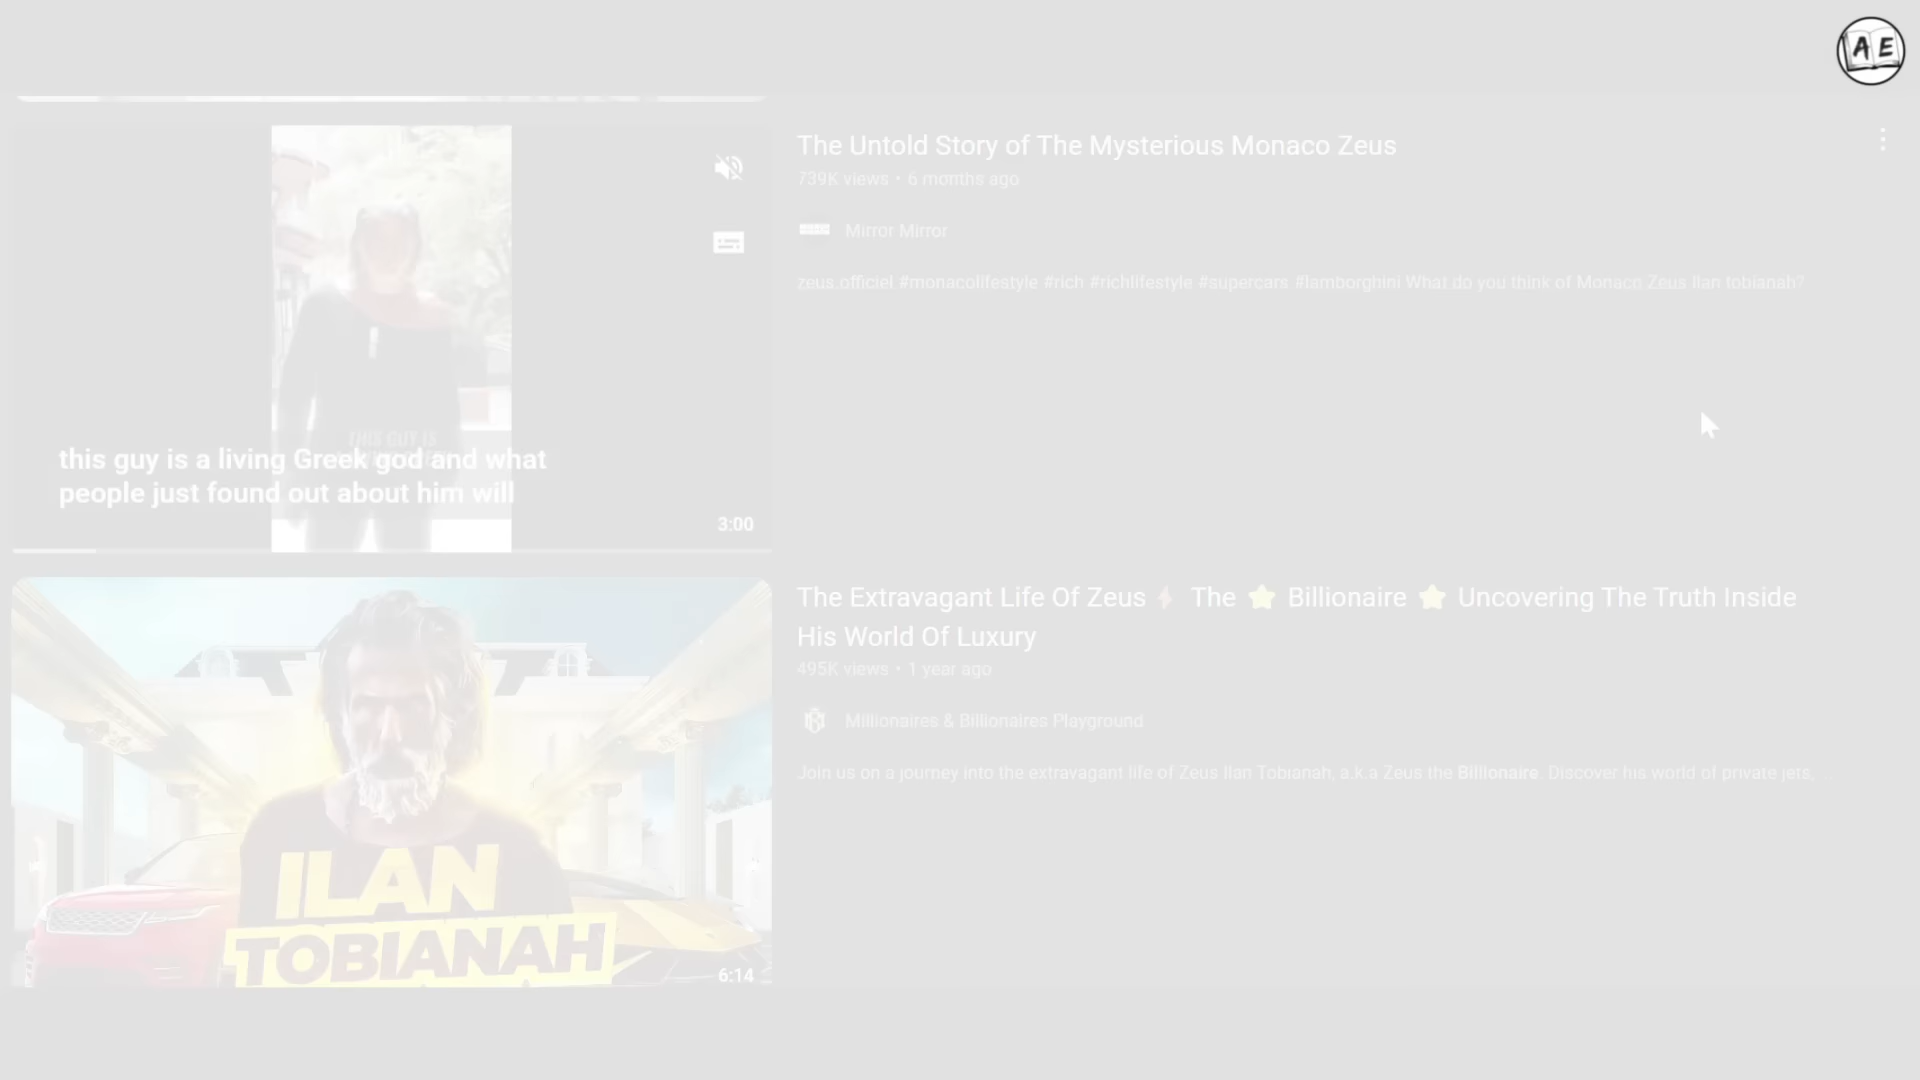 AE
The Untold Story of The Mysterious Monaco Zeus
739K views • 6 months ago
Mirror Mirror
zeus.officiel #monacolifestyle #rich #richlifestyle #supercars #lamborghini What do you think of Monaco Zeus Ilan tobianah?
THIS GUY IS
this guy is a living Greek god and what
people just found out about him will
3:00
The Extravagant Life Of Zeus ⚡ The ⭐ Billionaire ⭐ Uncovering The Truth Inside
His World Of Luxury
495K views • 1 year ago
Millionaires & Billionaires Playground
Join us on a journey into the extravagant life of Zeus Ilan Tobianah, a.k.a Zeus the Billionaire. Discover his world of private jets, ...
ILAN
TOBIANAH
6:14